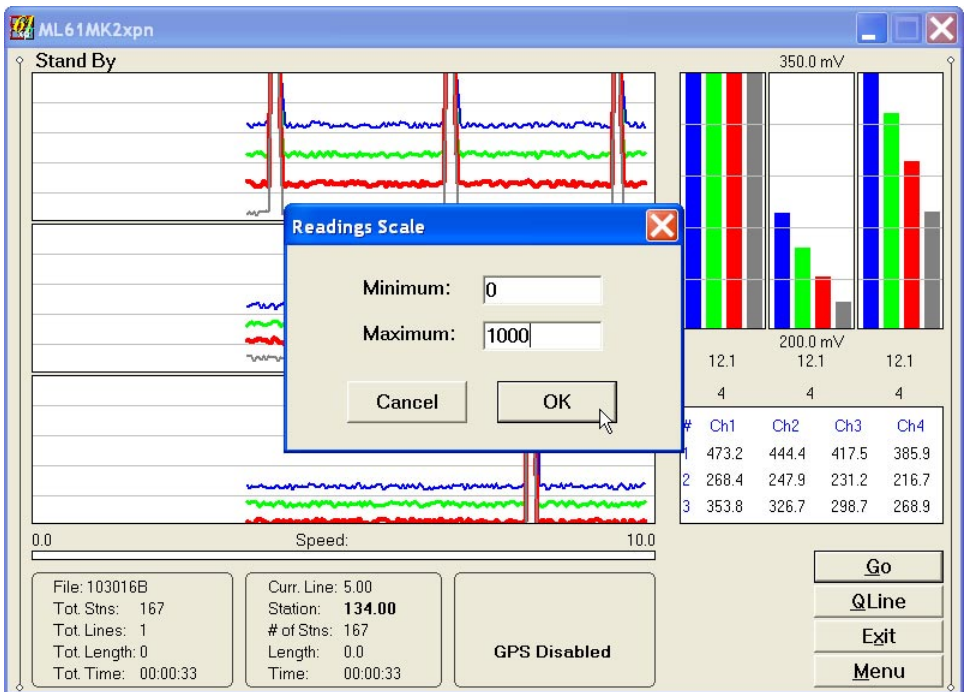 ML61MK2xpn
Stand By
350.0 mV
Readings Scale
Minimum: 0
Maximum: 1000
Cancel OK
200.0 mV
12.1 12.1 12.1
4 4 4
# Ch1 Ch2 Ch3 Ch4
1 473.2 444.4 417.5 385.9
2 268.4 247.9 231.2 216.7
3 353.8 326.7 298.7 268.9
0.0 Speed: 10.0
File: 103016B
Tot. Stns: 167
Tot. Lines: 1
Tot. Length: 0
Tot. Time: 00:00:33
Curr. Line: 5.00
Station: 134.00
# of Stns: 167
Length: 0.0
Time: 00:00:33
GPS Disabled
Go
QLine
Exit
Menu